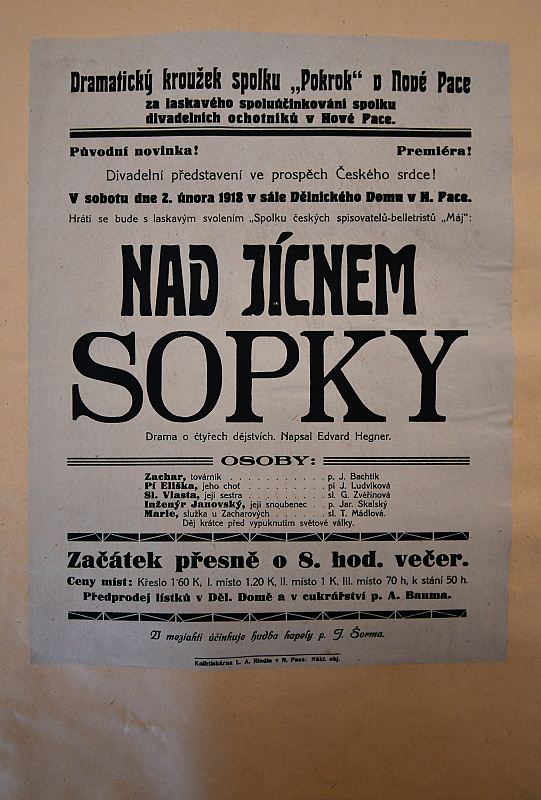 Dramatický kroužek spolku „Pokrok“ v Nové Pace
za laskavého spoluúčinkování spolku
divadelních ochotníků v Nové Pace.
Původní novinka! Premiéra!
Divadelní představení ve prospěch Českého srdce!
V sobotu dne 2. února 1918 v sále Dělnického Domu v N. Pace.
Hráti se bude s laskavým svolením „Spolku českých spisovatelů-belletristů „Máj“:
NAD JÍCNEM
SOPKY
Drama o čtyřech dějstvích. Napsal Edvard Hegner.
OSOBY:
Zachar, továrník . . . . . . . . . . . . p. J. Bachtík
Pí Eliška, jeho choť . . . . . . . . . . pí J. Ludvíková
Sl. Vlasta, její sestra . . . . . . . . . . sl. G. Zvěřinová
Inženýr Janovský, její snoubenec . . p. Jar. Skalský
Marie, služka u Zacharových . . . . . . sl. T. Mádlova.
Děj krátce před vypuknutím světové války.
Začátek přesně o 8. hod. večer.
Ceny míst: Křeslo 1·60 K, I. místo 1.20 K, II. místo 1 K, III. místo 70 h, k stání 50 h.
Předprodej lístků v Děl. Domě a v cukrářství p. A. Bauma.
V meziaktí účinkuje hudba kapely p. J. Šorma.
Knihtiskárna L. A. Riedla v N. Pace. Nákl. obj.